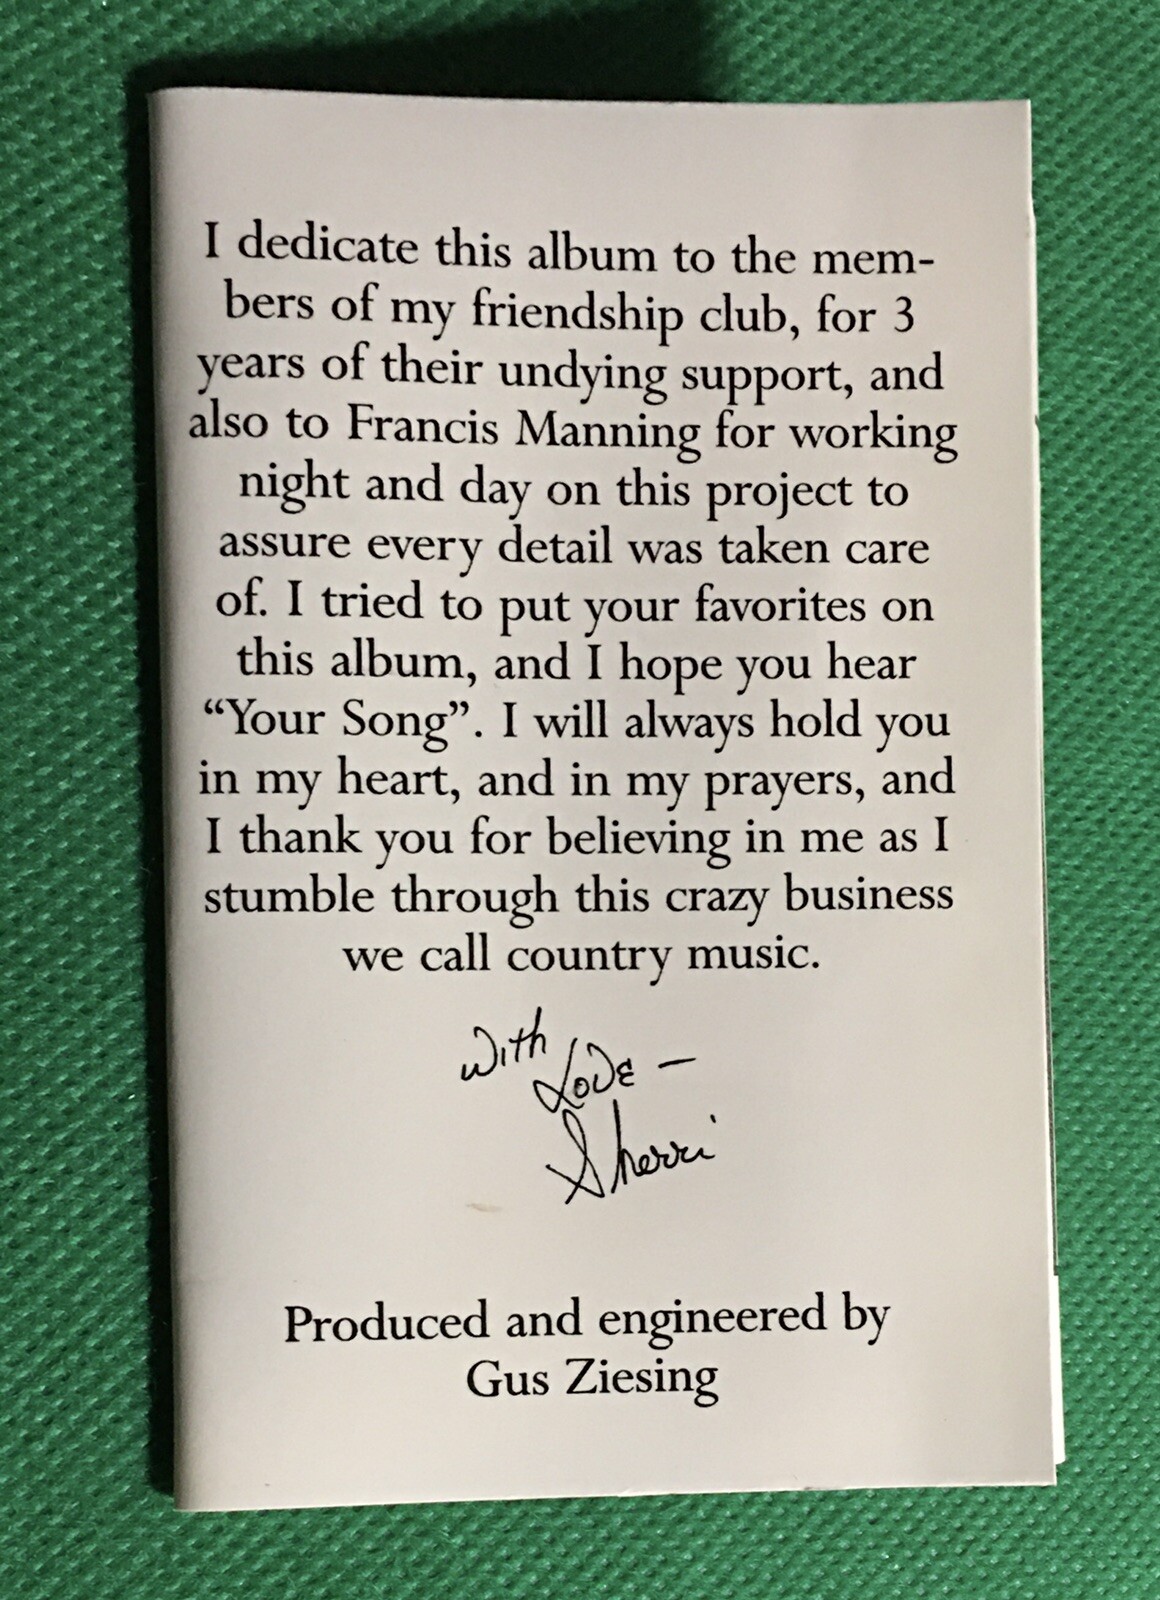 I dedicate this album to the mem-
bers of my friendship club, for 3
years of their undying support, and
also to Francis Manning for working
night and day on this project to
assure every detail was taken care
of. I tried to put your favorites on
this album, and I hope you hear
“Your Song”. I will always hold you
in my heart, and in my prayers, and
I thank you for believing in me as I
stumble through this crazy business
we call country music.
With
Love –
Sherri
Produced and engineered by
Gus Ziesing